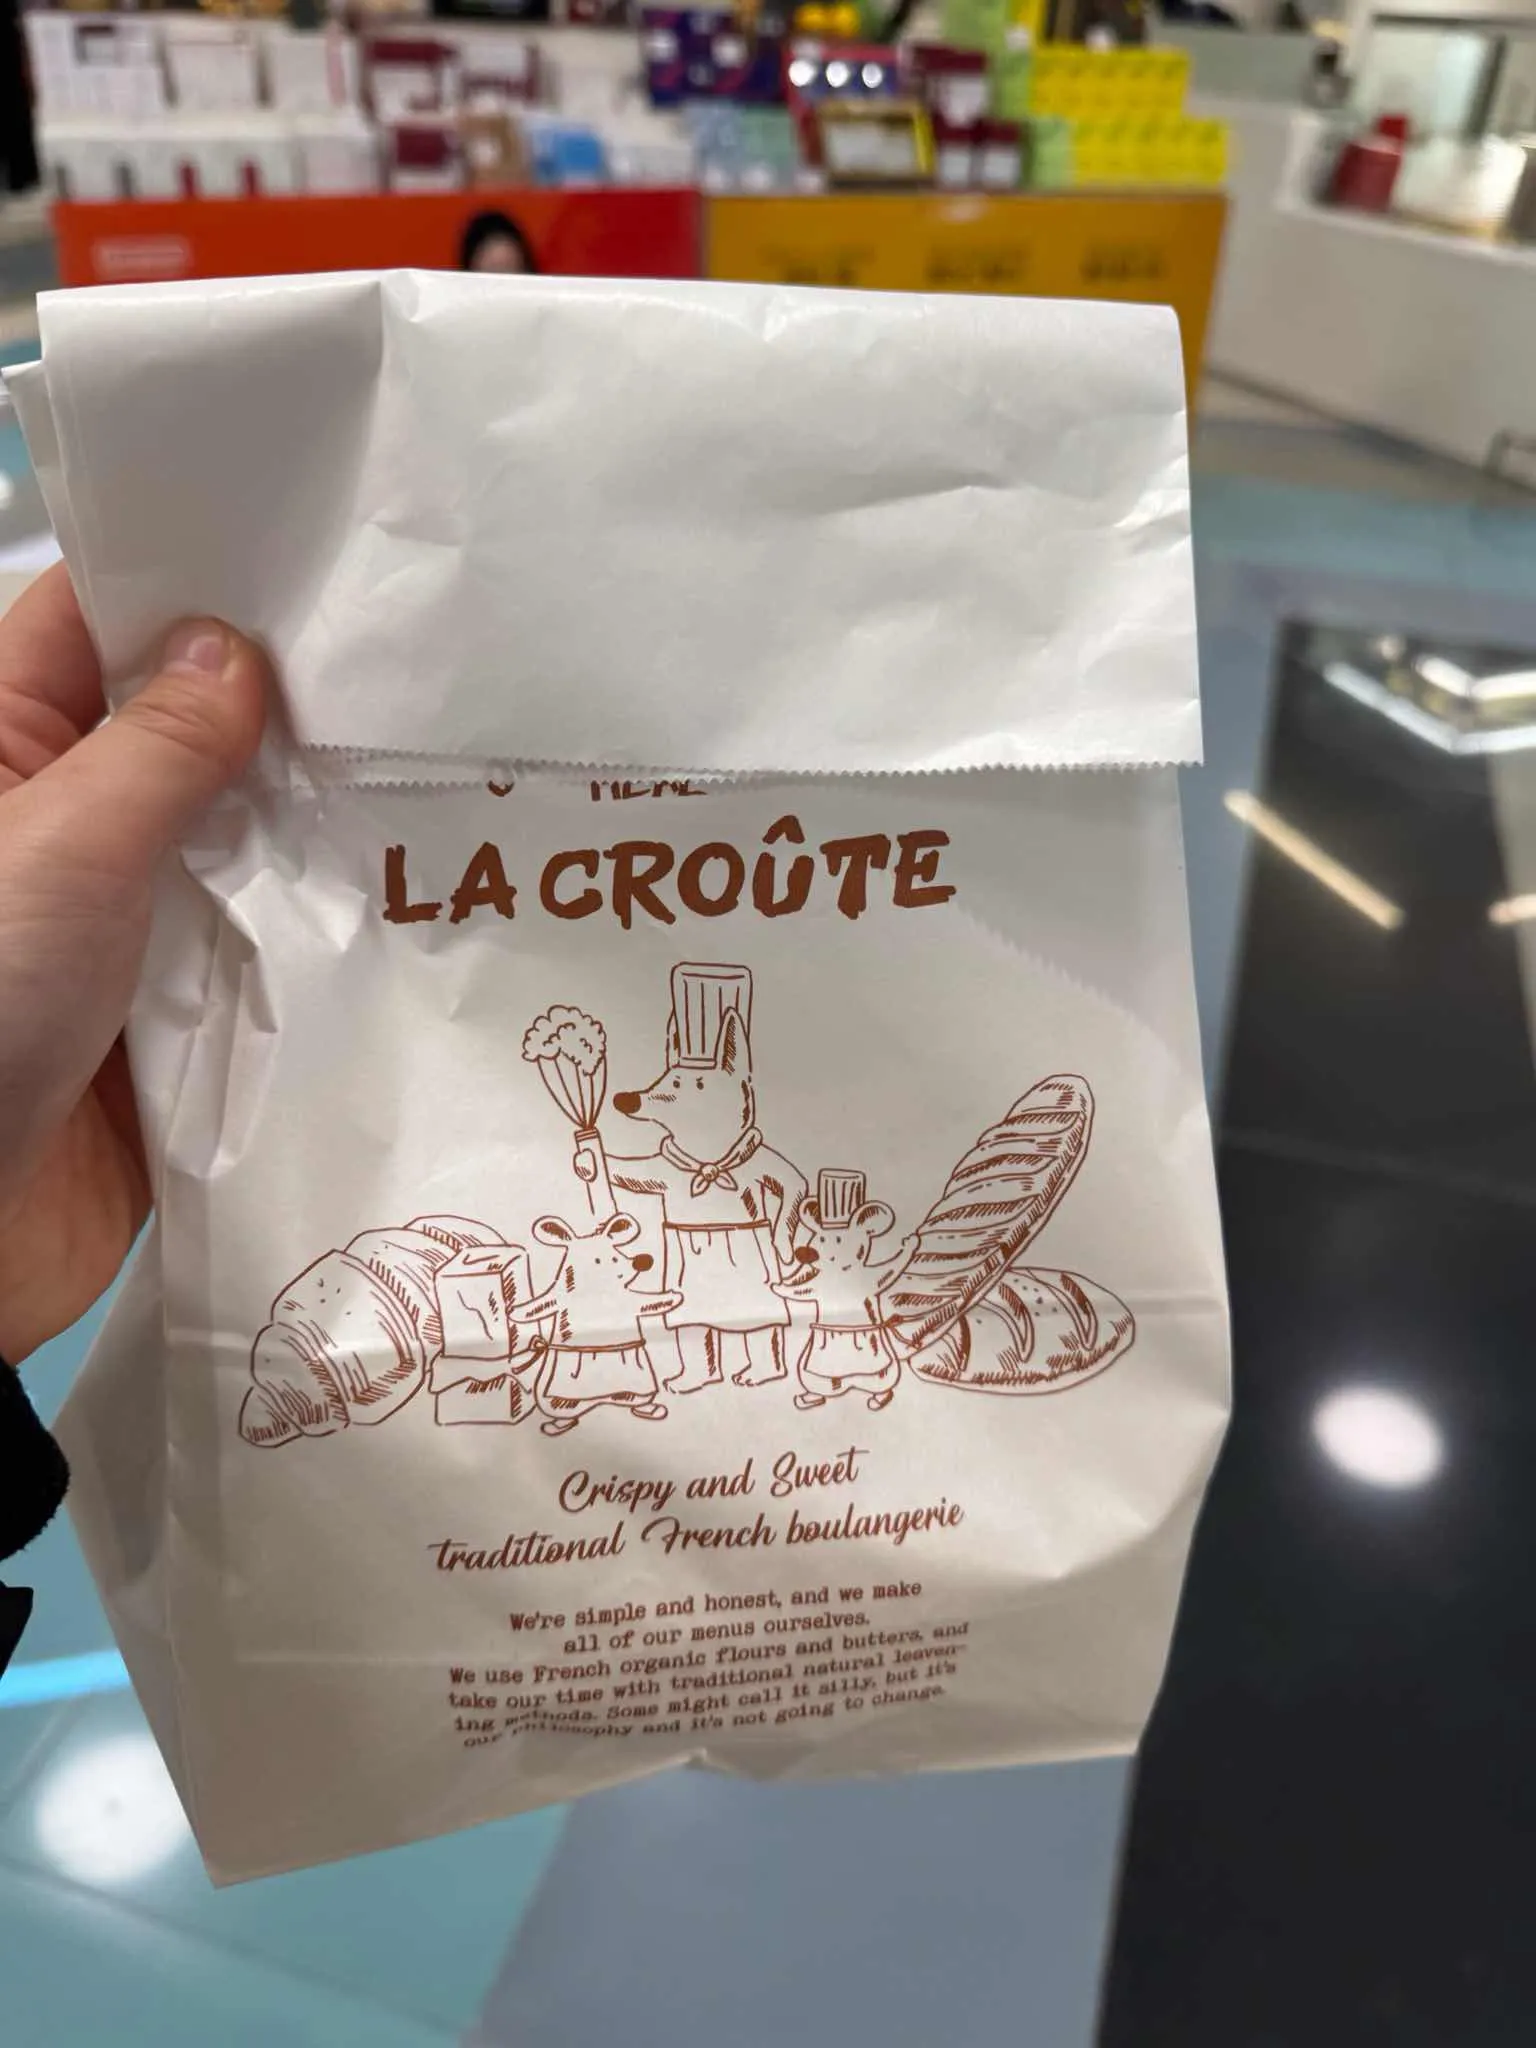 LA CROÛTE
Crispy and Sweet
traditional French boulangerie
We're simple and honest, and we make
all of our menus ourselves.
We use French organic flours and butters, and
take our time with traditional natural leaven-
ing methods. Some might call it silly, but it's
our philosophy and it's not going to change.